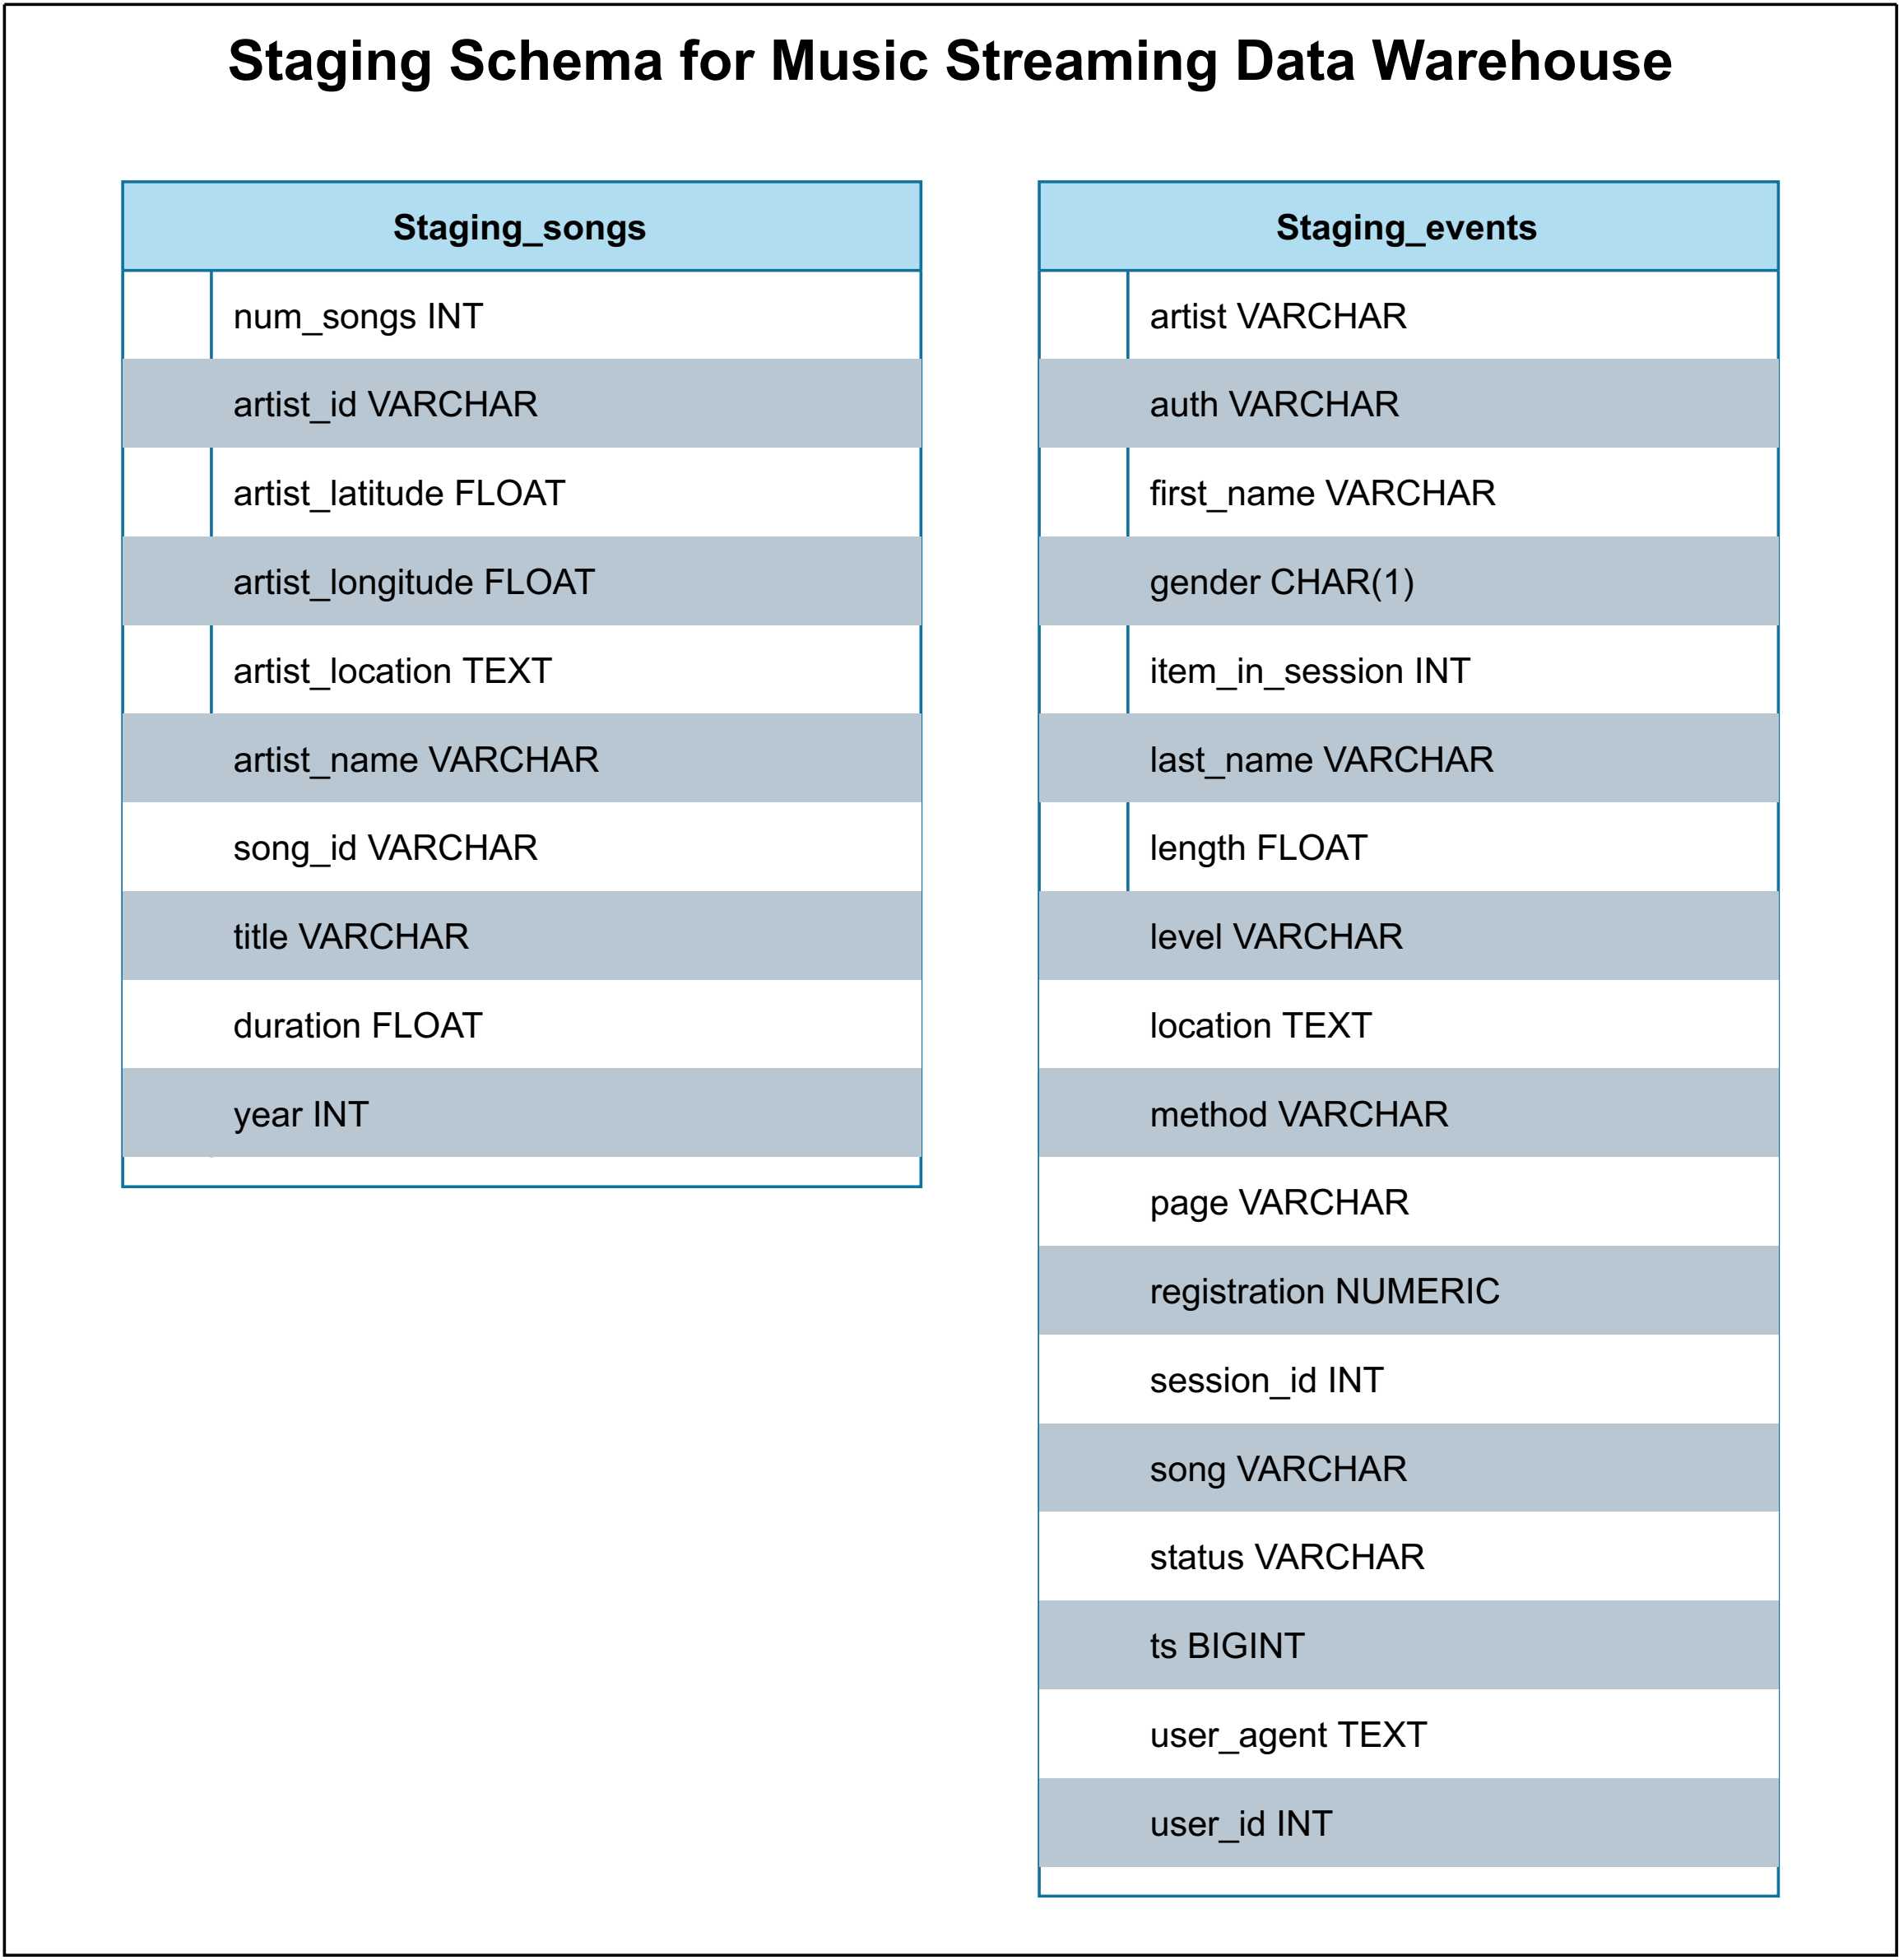 Staging Schema for Music Streaming Data Warehouse
Staging_songs
num_songs INT
artist_id VARCHAR
artist_latitude FLOAT
artist_longitude FLOAT
artist_location TEXT
artist_name VARCHAR
song_id VARCHAR
title VARCHAR
duration FLOAT
year INT
Staging_events
artist VARCHAR
auth VARCHAR
first_name VARCHAR
gender CHAR(1)
item_in_session INT
last_name VARCHAR
length FLOAT
level VARCHAR
location TEXT
method VARCHAR
page VARCHAR
registration NUMERIC
session_id INT
song VARCHAR
status VARCHAR
ts BIGINT
user_agent TEXT
user_id INT